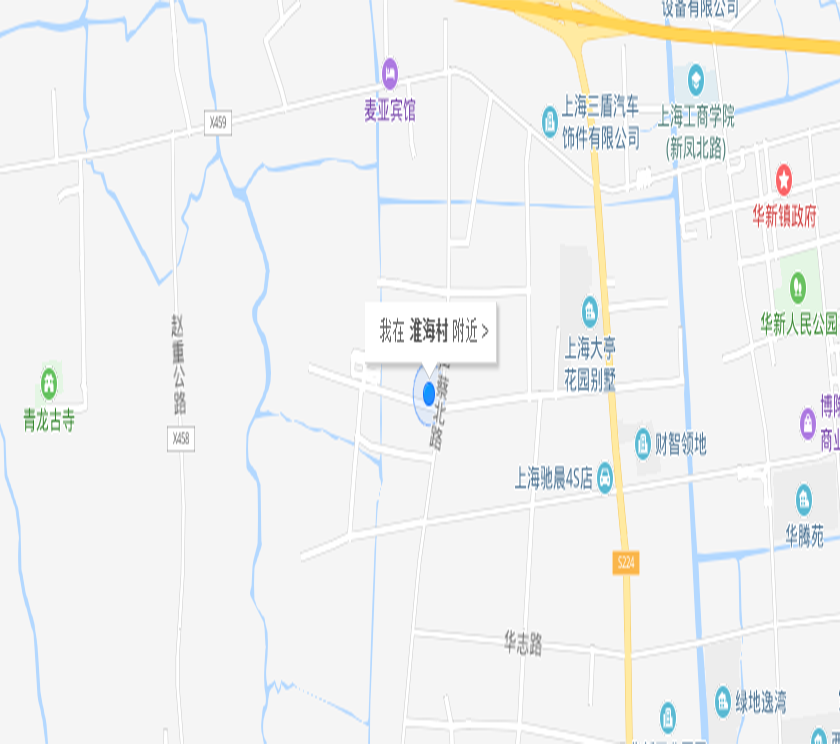 设备有限公司
麦亚宾馆
X459
上海三盾汽车
饰件有限公司
上海工商学院
(新凤北路)
华新镇政府
华新人民公园
赵重公路
我在 淮海村 附近 >
上海大亭
花园别墅
青龙古寺
蔡北路
X458
财智领地
商业
上海驰晨4S店
华腾苑
S224
华志路
绿地逸湾